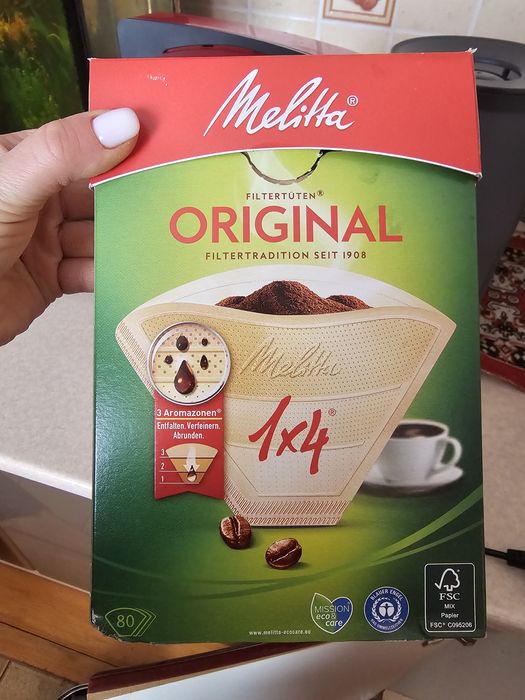 Melitta®
FILTERTÜTEN®
ORIGINAL
FILTERTRADITION SEIT 1908
Melitta
1x4®
3 Aromazonen®
Entfalten. Verfeinern.
Abrunden.
3
2
1
80
MISSION
eco &
care
www.melitta-ecocare.eu
BLAUER ENGEL
FSC
MIX
Papier
FSC® C095206